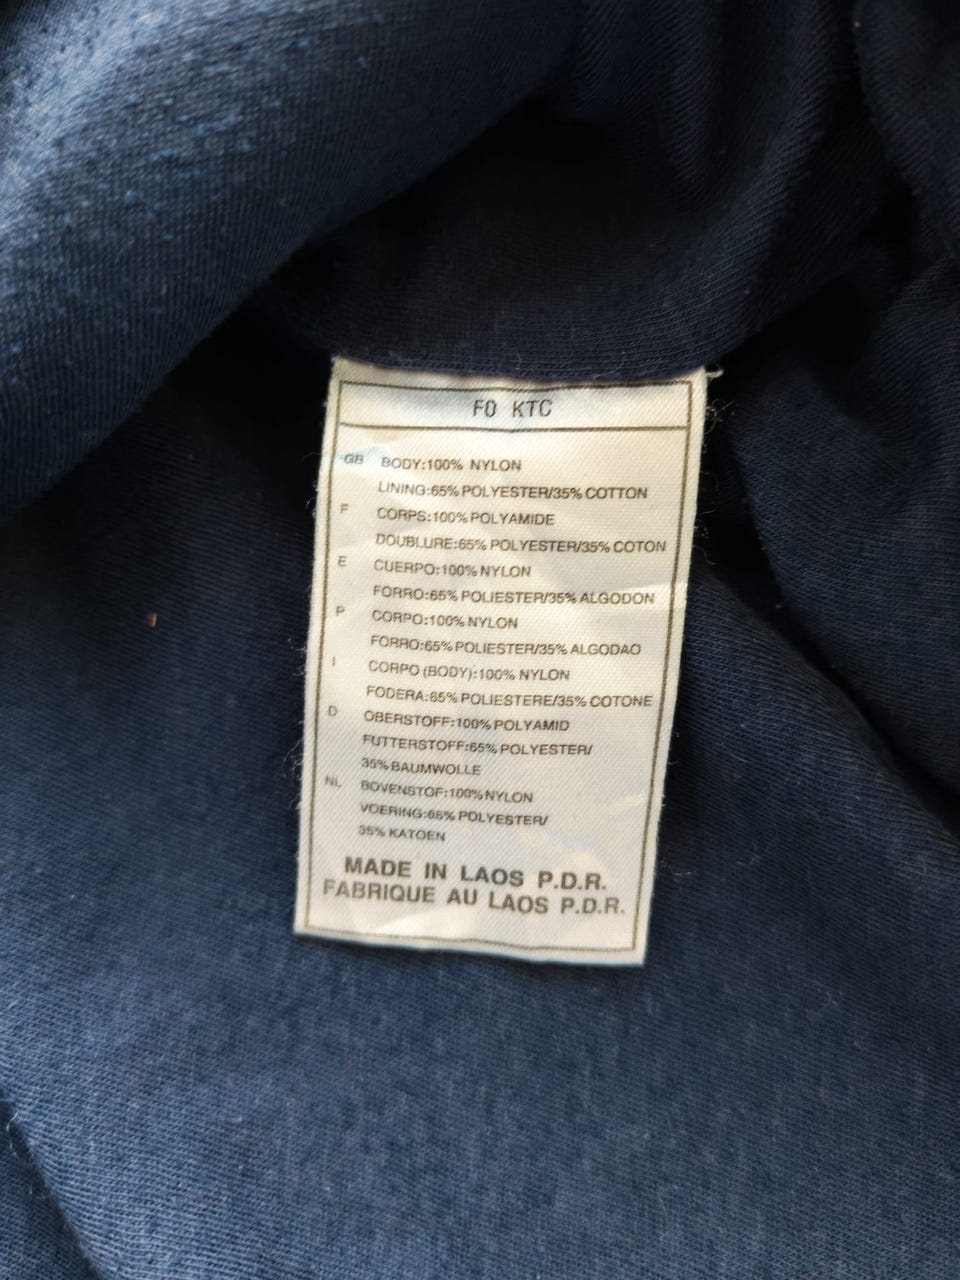 FO KTC
GB BODY:100% NYLON
LINING:65% POLYESTER/35% COTTON
F CORPS:100% POLYAMIDE
DOUBLURE:65% POLYESTER/35% COTON
E CUERPO:100% NYLON
FORRO:65% POLIESTER/35% ALGODON
P CORPO:100% NYLON
FORRO:65% POLIESTER/35% ALGODAO
I CORPO (BODY):100% NYLON
FODERA:65% POLIESTERE/35% COTONE
D OBERSTOFF:100% POLYAMID
FUTTERSTOFF:65% POLYESTER/
35% BAUMWOLLE
NL BOVENSTOF:100% NYLON
VOERING:65% POLYESTER/
35% KATOEN
MADE IN LAOS P.D.R.
FABRIQUE AU LAOS P.D.R.